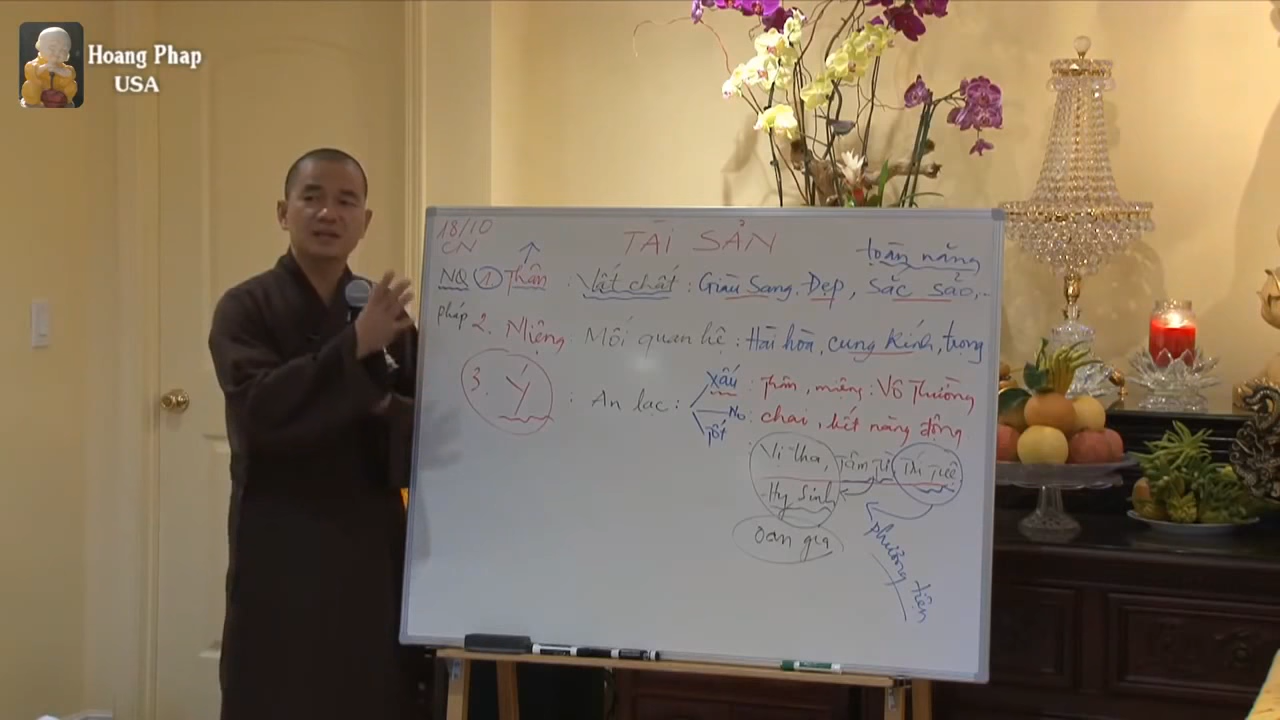 Hoang Phap
USA
18/10
CN
TÀI SẢN
toàn năng
NQ 1 Thân : Vật chất : Giàu Sang. Đẹp, sắc sảo,..
pháp
2. Miệng : Mối quan hệ : Hài hòa, cung kính, trọng
3. Ý : An lạc :
Xấu : Thân, miệng : Vô Thường
No chai, kết năng động
Tốt
Vị tha, Tâm Từ Trí Tuệ
Hy Sinh
oan gia
phương tiện